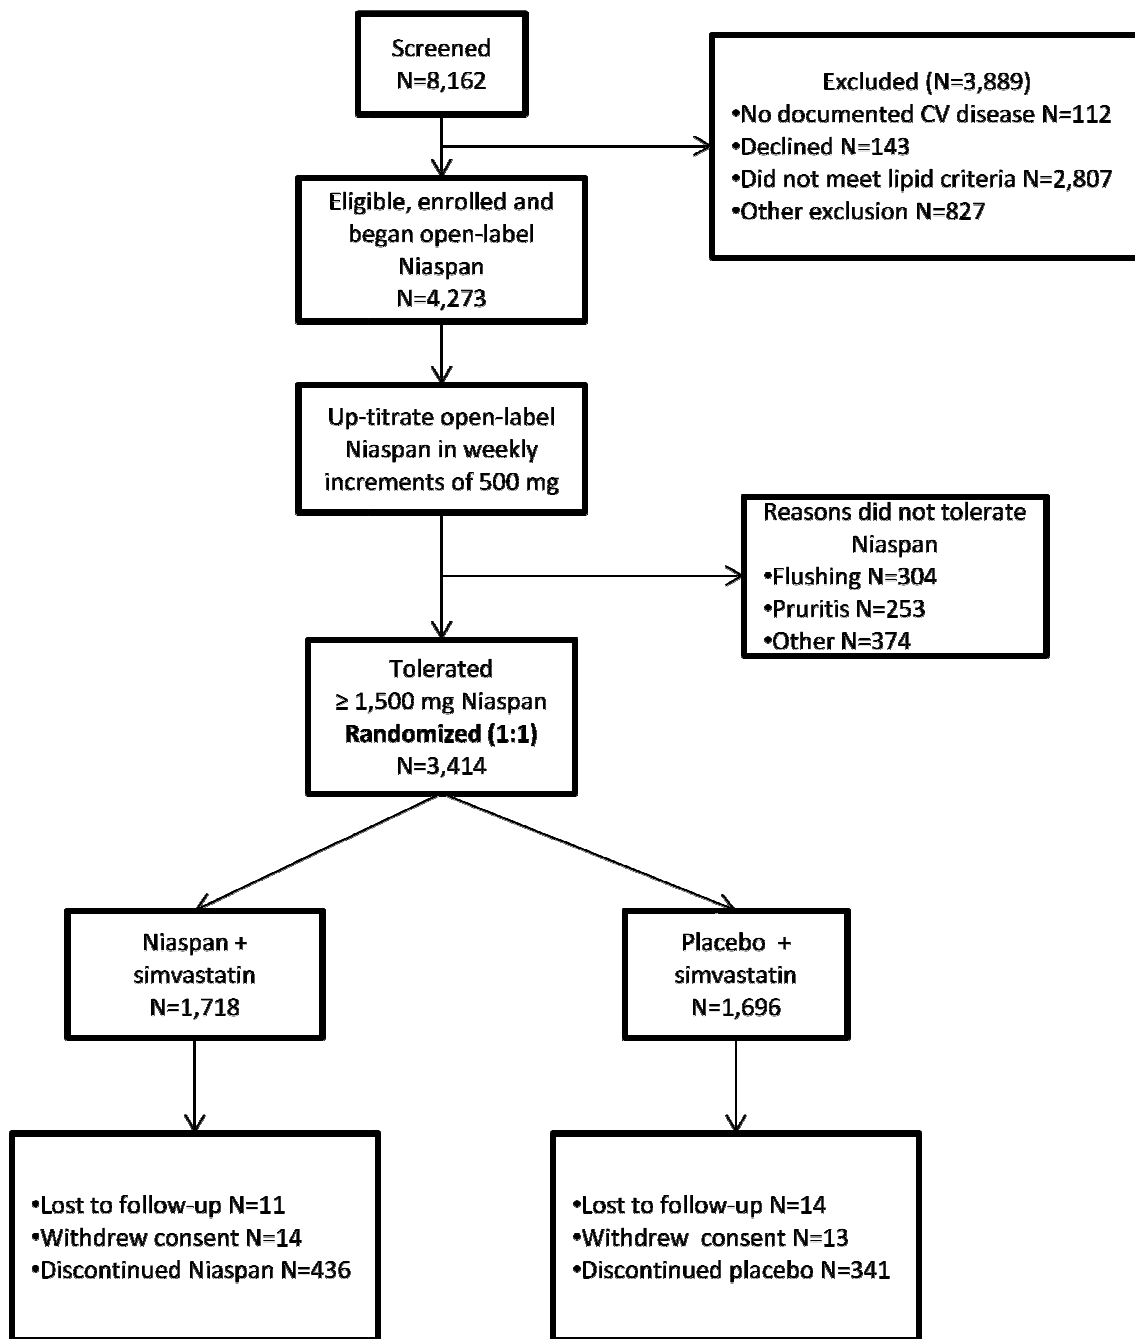 Screened
N=8,162
Excluded (N=3,889)
•No documented CV disease N=112
•Declined N=143
•Did not meet lipid criteria N=2,807
•Other exclusion N=827
Eligible, enrolled and
began open-label
Niaspan
N=4,273
Up-titrate open-label
Niaspan in weekly
increments of 500 mg
Reasons did not tolerate
Niaspan
•Flushing N=304
•Pruritis N=253
•Other N=374
Tolerated
≥ 1,500 mg Niaspan
Randomized (1:1)
N=3,414
Niaspan +
simvastatin
N=1,718
Placebo +
simvastatin
N=1,696
•Lost to follow-up N=11
•Withdrew consent N=14
•Discontinued Niaspan N=436
•Lost to follow-up N=14
•Withdrew consent N=13
•Discontinued placebo N=341